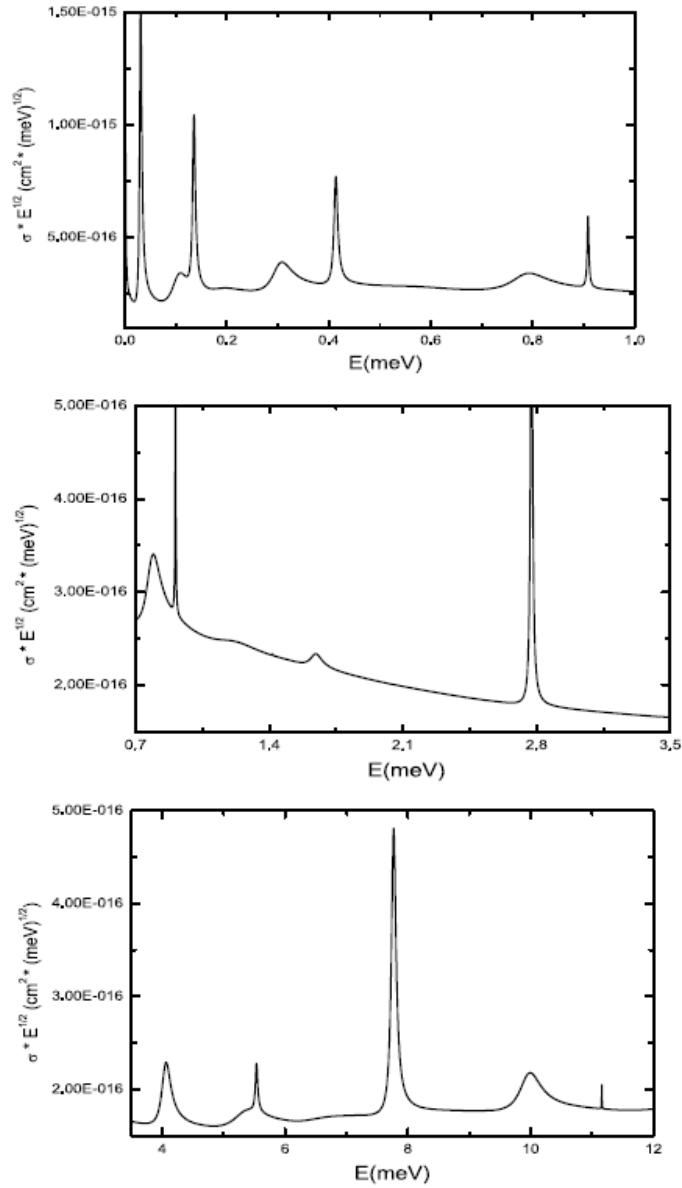 1.50E-015
1.00E-015
5.00E-016
σ * E^1/2 (cm^2* (meV)^1/2)
0.0 0.2 0.4 0.6 0.8 1.0
E(meV)
5.00E-016
4.00E-016
3.00E-016
2.00E-016
σ * E^1/2 (cm^2* (meV)^1/2)
0.7 1.4 2.1 2.8 3.5
E(meV)
5.00E-016
4.00E-016
3.00E-016
2.00E-016
σ * E^1/2 (cm^2* (meV)^1/2)
4 6 8 10 12
E(meV)